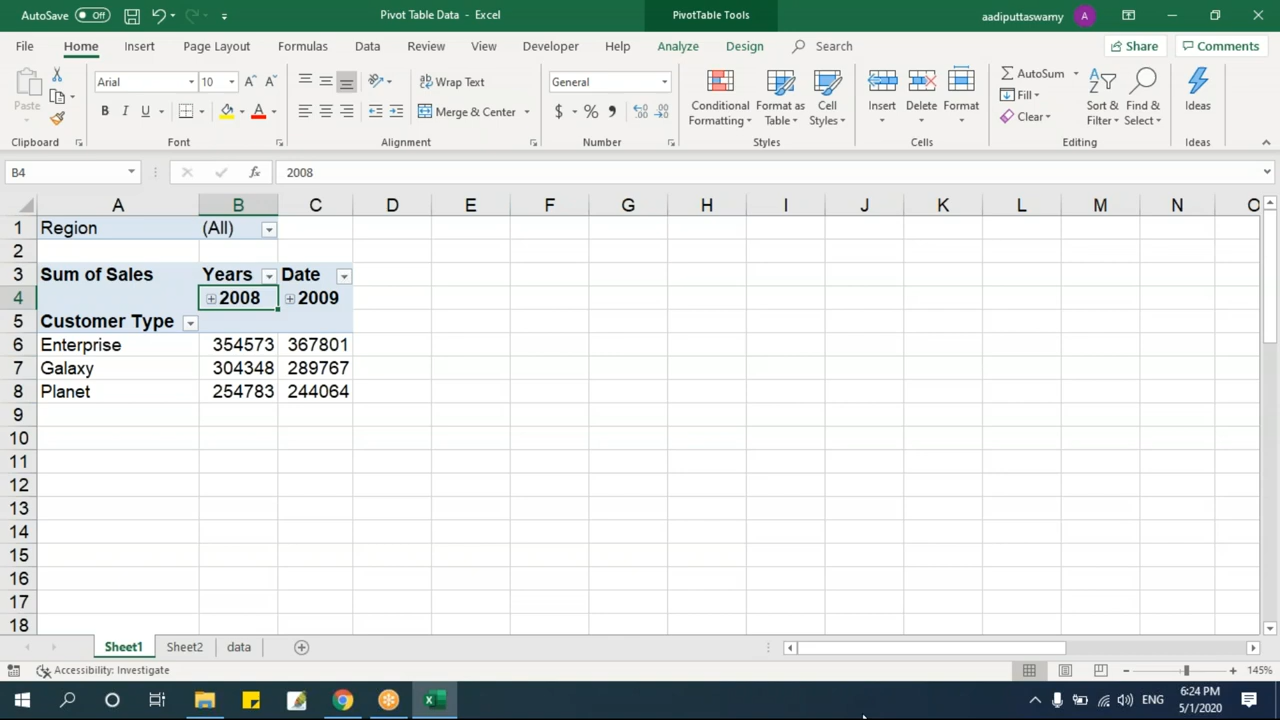 AutoSave Off Pivot Table Data - Excel PivotTable Tools aadiputtaswamy A
File Home Insert Page Layout Formulas Data Review View Developer Help Analyze Design Search Share Comments
Paste Arial 10 Wrap Text General Conditional Formatting Format as Table Cell Styles Insert Delete Format AutoSum Fill Clear Sort & Filter Find & Select Ideas
B I U A Merge & Center $ %
Clipboard Font Alignment Number Styles Cells Editing Ideas
B4 fx 2008
A B C D E F G H I J K L M N O
1 Region (All)
2
3 Sum of Sales Years Date
4 2008 2009
5 Customer Type
6 Enterprise 354573 367801
7 Galaxy 304348 289767
8 Planet 254783 244064
9
10
11
12
13
14
15
16
17
18
Sheet1 Sheet2 data
Accessibility: Investigate 145%
ENG 6:24 PM
5/1/2020